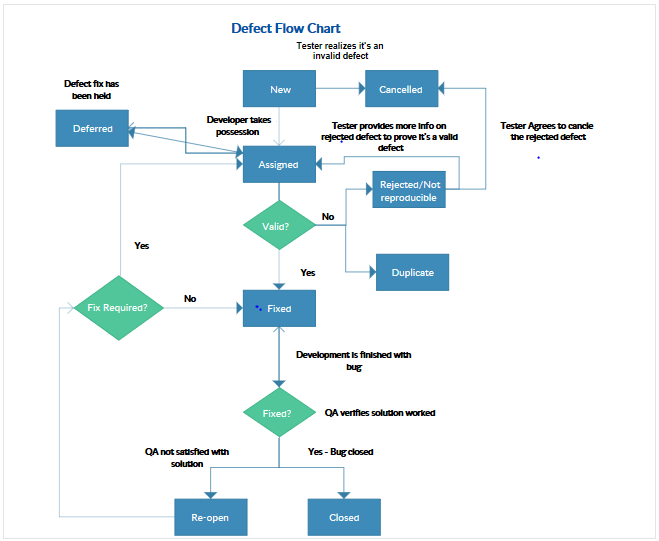 Defect Flow Chart
Tester realizes it's an
invalid defect
New
Cancelled
Defect fix has
been held
Deferred
Developer takes
possession
Tester provides more info on
rejected defect to prove it's a valid
defect
Tester Agrees to cancle
the rejected defect
Assigned
Rejected/Not
reproducible
Valid?
No
Duplicate
Yes
Yes
Fix Required?
No
Fixed
Development is finished with
bug
Fixed?
QA verifies solution worked
QA not satisfied with
solution
Yes - Bug closed
Re-open
Closed